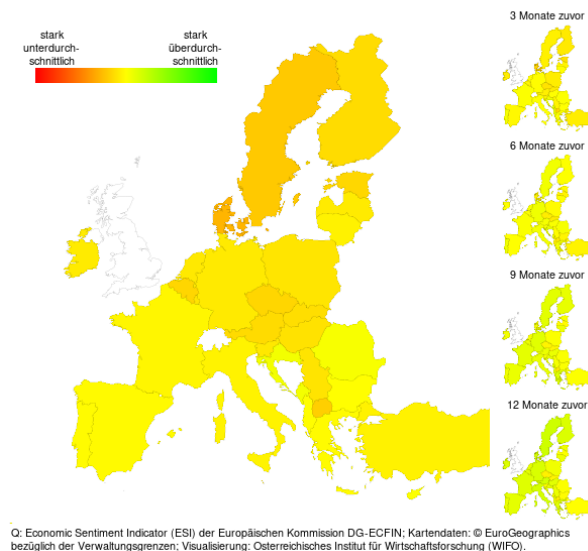 stark
unterdurch-
schnittlich
stark
überdurch-
schnittlich
3 Monate zuvor
6 Monate zuvor
9 Monate zuvor
12 Monate zuvor
Q: Economic Sentiment Indicator (ESI) der Europäischen Kommission DG-ECFIN; Kartendaten: © EuroGeographics
bezüglich der Verwaltungsgrenzen; Visualisierung: Österreichisches Institut für Wirtschaftsforschung (WIFO).